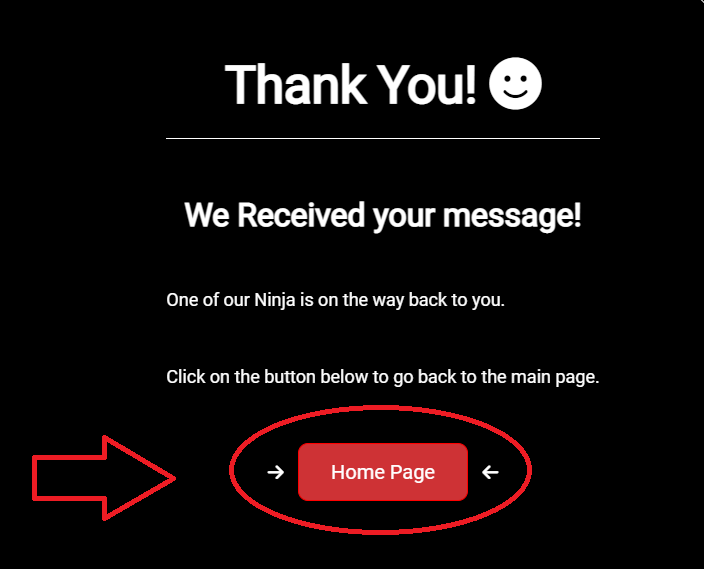 Thank You!
We Received your message!
One of our Ninja is on the way back to you.
Click on the button below to go back to the main page.
Home Page